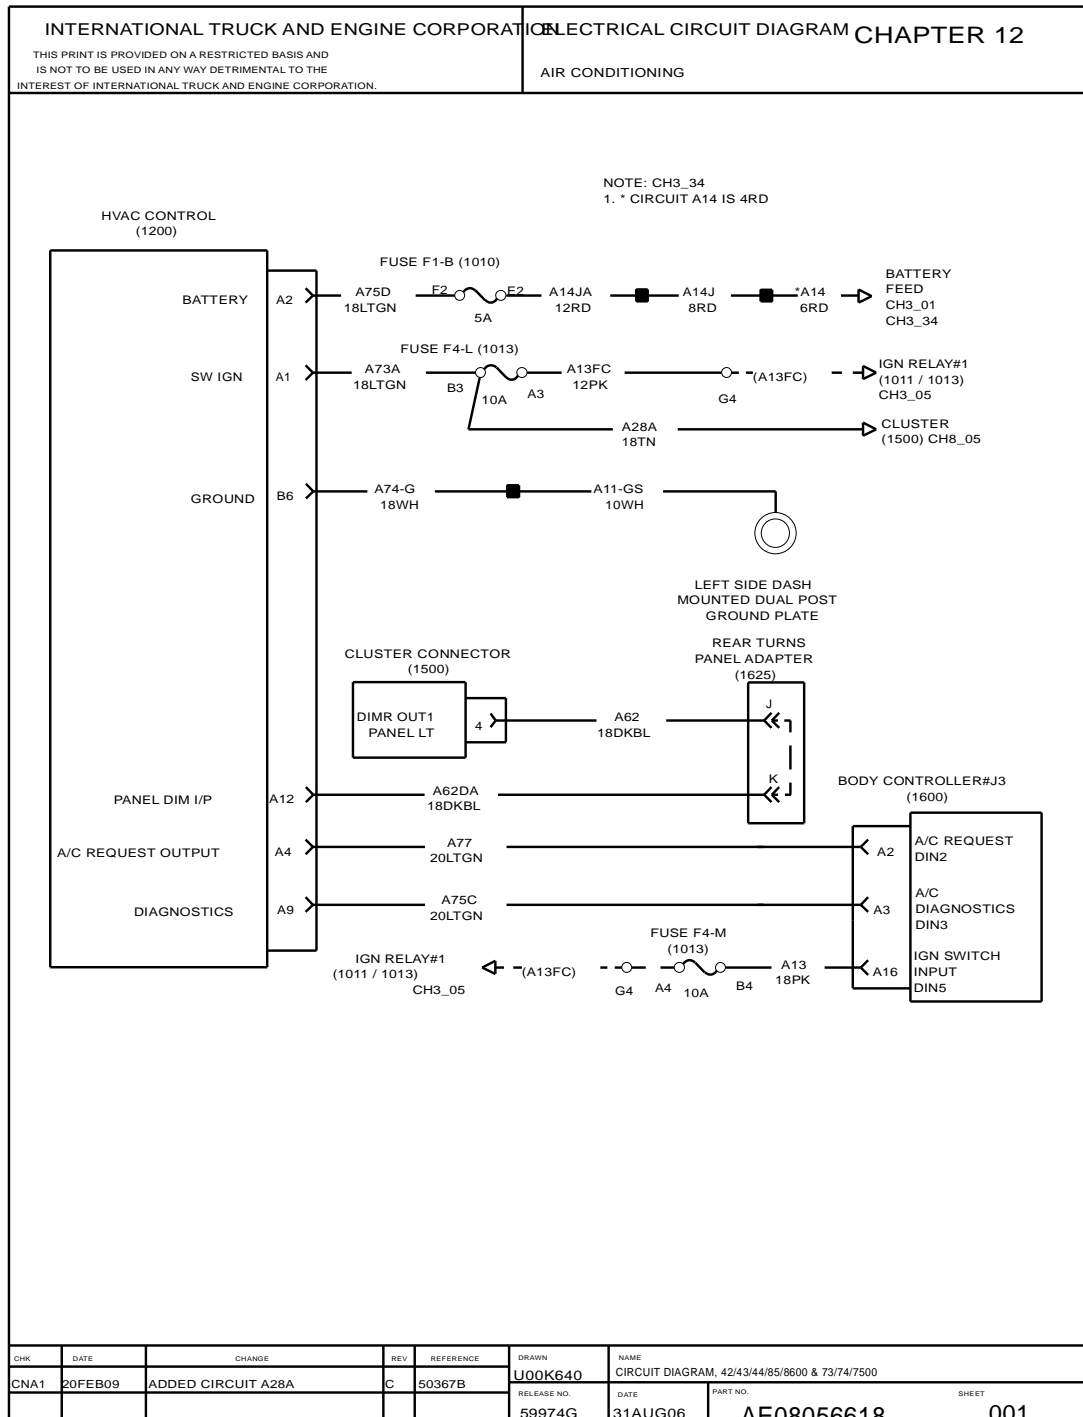 INTERNATIONAL TRUCK AND ENGINE CORPORATION
THIS PRINT IS PROVIDED ON A RESTRICTED BASIS AND
IS NOT TO BE USED IN ANY WAY DETRIMENTAL TO THE
INTEREST OF INTERNATIONAL TRUCK AND ENGINE CORPORATION.
ELECTRICAL CIRCUIT DIAGRAM
CHAPTER 12
AIR CONDITIONING
NOTE: CH3_34
1. * CIRCUIT A14 IS 4RD
HVAC CONTROL
(1200)
FUSE F1-B (1010)
BATTERY
A2
A75D
18LTGN
F2
5A
E2
A14JA
12RD
A14J
8RD
*A14
6RD
BATTERY
FEED
CH3_01
CH3_34
FUSE F4-L (1013)
SW IGN
A1
A73A
18LTGN
B3
10A
A3
A13FC
12PK
G4
(A13FC)
IGN RELAY#1
(1011 / 1013)
CH3_05
A28A
18TN
CLUSTER
(1500) CH8_05
GROUND
B6
A74-G
18WH
A11-GS
10WH
LEFT SIDE DASH
MOUNTED DUAL POST
GROUND PLATE
CLUSTER CONNECTOR
(1500)
REAR TURNS
PANEL ADAPTER
(1625)
DIMR OUT1
PANEL LT
4
A62
18DKBL
J
K
PANEL DIM I/P
A12
A62DA
18DKBL
BODY CONTROLLER#J3
(1600)
A/C REQUEST OUTPUT
A4
A77
20LTGN
A2
A/C REQUEST
DIN2
DIAGNOSTICS
A9
A75C
20LTGN
A3
A/C
DIAGNOSTICS
DIN3
FUSE F4-M
(1013)
IGN RELAY#1
(1011 / 1013)
CH3_05
(A13FC)
G4
A4
10A
B4
A13
18PK
A16
IGN SWITCH
INPUT
DIN5
CHK DATE CHANGE REV REFERENCE
CNA1 20FEB09 ADDED CIRCUIT A28A C 50367B
DRAWN
U00K640
NAME
CIRCUIT DIAGRAM, 42/43/44/85/8600 & 73/74/7500
RELEASE NO.
59974G
DATE
31AUG06
PART NO.
AE08056618
SHEET
001